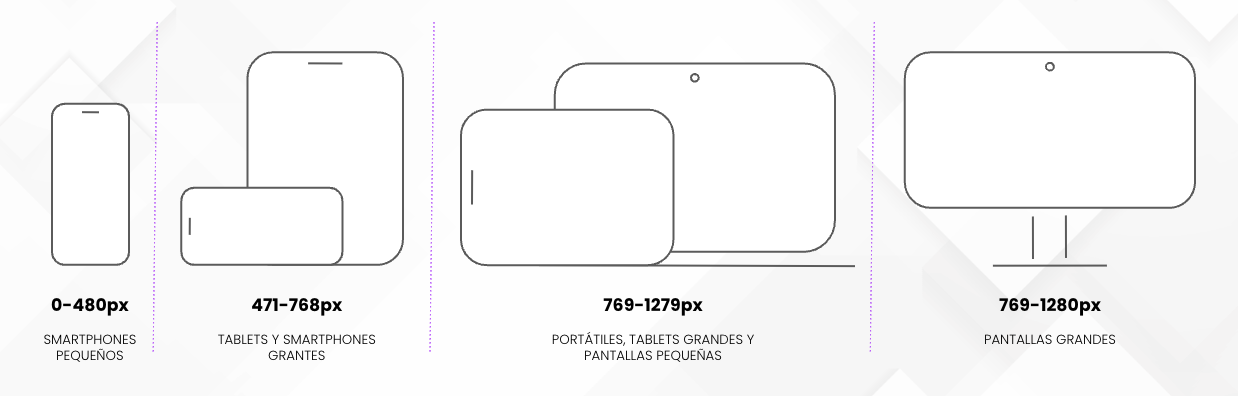 0-480px
SMARTPHONES
PEQUEÑOS
471-768px
TABLETS Y SMARTPHONES
GRANTES
769-1279px
PORTÁTILES, TABLETS GRANDES Y
PANTALLAS PEQUEÑAS
769-1280px
PANTALLAS GRANDES